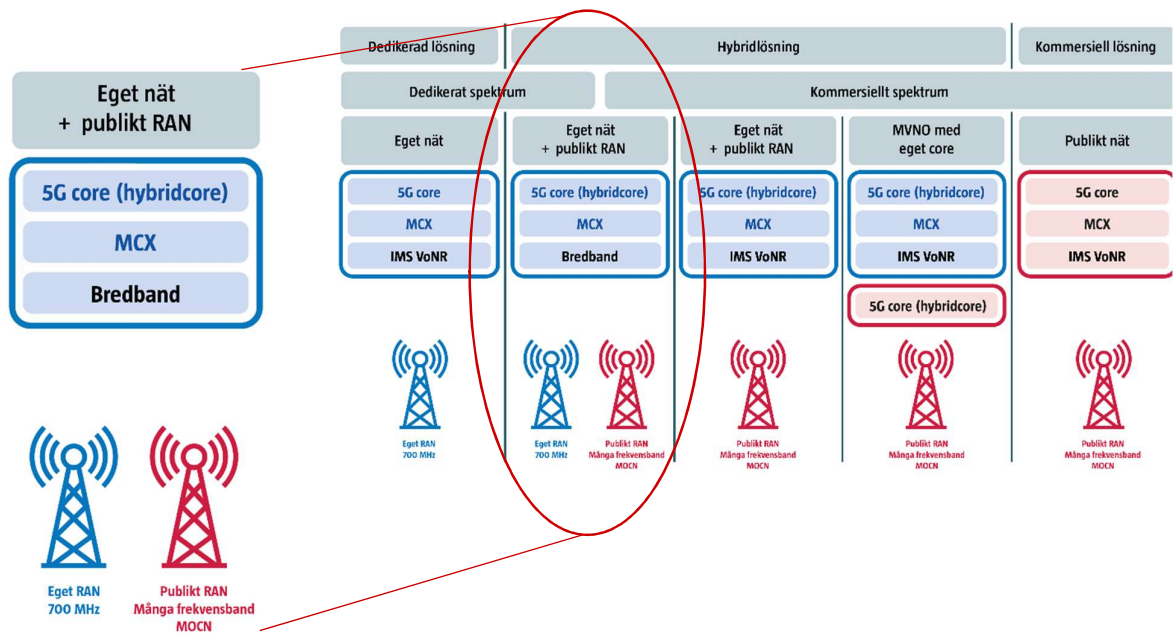 Eget nät
+ publikt RAN
5G core (hybridcore)
MCX
Bredband
Eget RAN
700 MHz
Publikt RAN
Många frekvensband
MOCN
Dedikerad lösning
Hybridlösning
Kommersiell lösning
Dedikerat spektrum
Kommersiellt spektrum
Eget nät
5G core
MCX
IMS VoNR
Eget RAN
700 MHz
Eget nät
+ publikt RAN
5G core (hybridcore)
MCX
Bredband
Eget RAN
700 MHz
Publikt RAN
Många frekvensband
MOCN
Eget nät
+ publikt RAN
5G core (hybridcore)
MCX
IMS VoNR
Publikt RAN
Många frekvensband
MOCN
MVNO med
eget core
5G core (hybridcore)
MCX
IMS VoNR
5G core (hybridcore)
Publikt RAN
Många frekvensband
MOCN
Publikt nät
5G core
MCX
IMS VoNR
Publikt RAN
Många frekvensband
MOCN